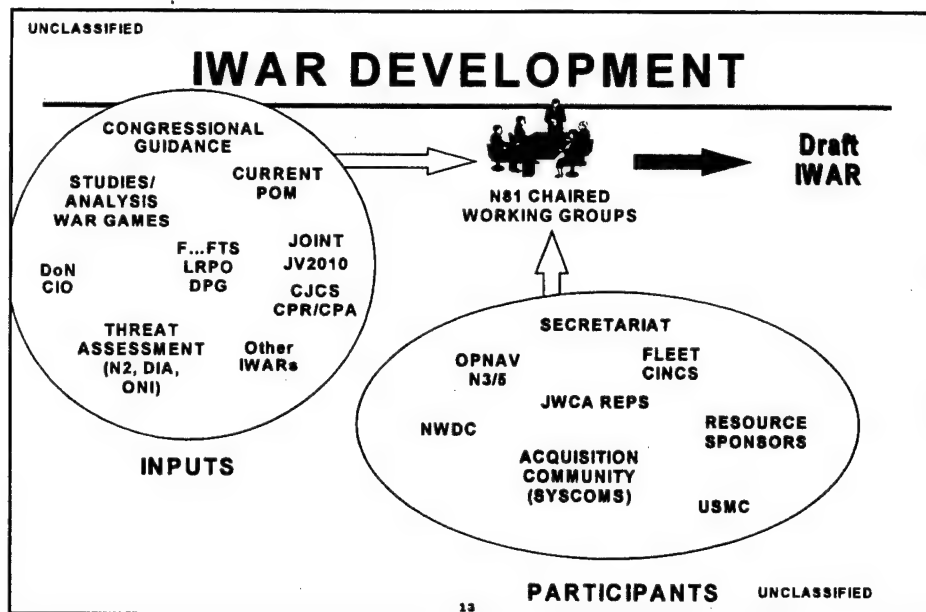 UNCLASSIFIED
IWAR DEVELOPMENT
CONGRESSIONAL
GUIDANCE
STUDIES/
ANALYSIS
WAR GAMES
CURRENT
POM
DoN
CIO
F...FTS
LRPO
DPG
JOINT
JV2010
CJCS
CPR/CPA
THREAT
ASSESSMENT
(N2, DIA,
ONI)
Other
IWARs
INPUTS
N81 CHAIRED
WORKING GROUPS
Draft
IWAR
SECRETARIAT
OPNAV
N3/5
FLEET
CINCS
JWCA REPS
NWDC
RESOURCE
SPONSORS
ACQUISITION
COMMUNITY
(SYSCOMS)
USMC
PARTICIPANTS
UNCLASSIFIED
13